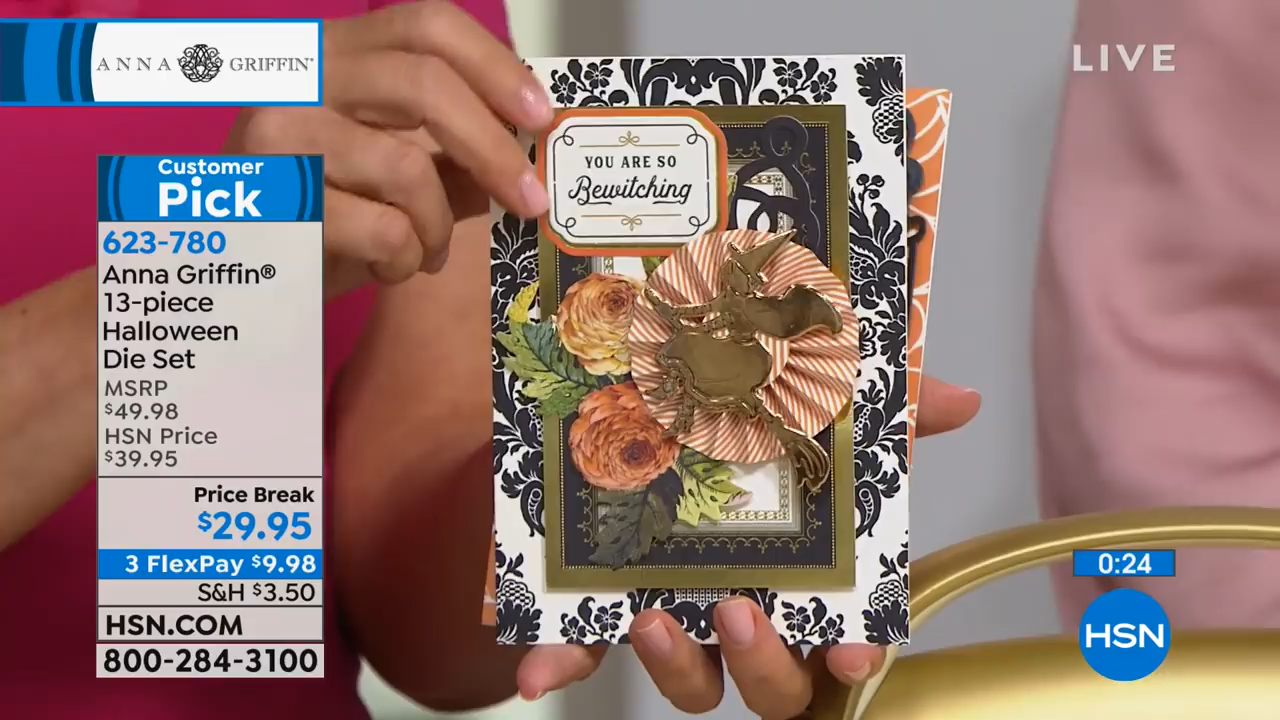 ANNA GRIFFIN
LIVE
Customer
Pick
623-780
Anna Griffin®
13-piece
Halloween
Die Set
MSRP
$49.98
HSN Price
$39.95
Price Break
$29.95
3 FlexPay $9.98
S&H $3.50
HSN.COM
800-284-3100
YOU ARE SO
Bewitching
0:24
HSN